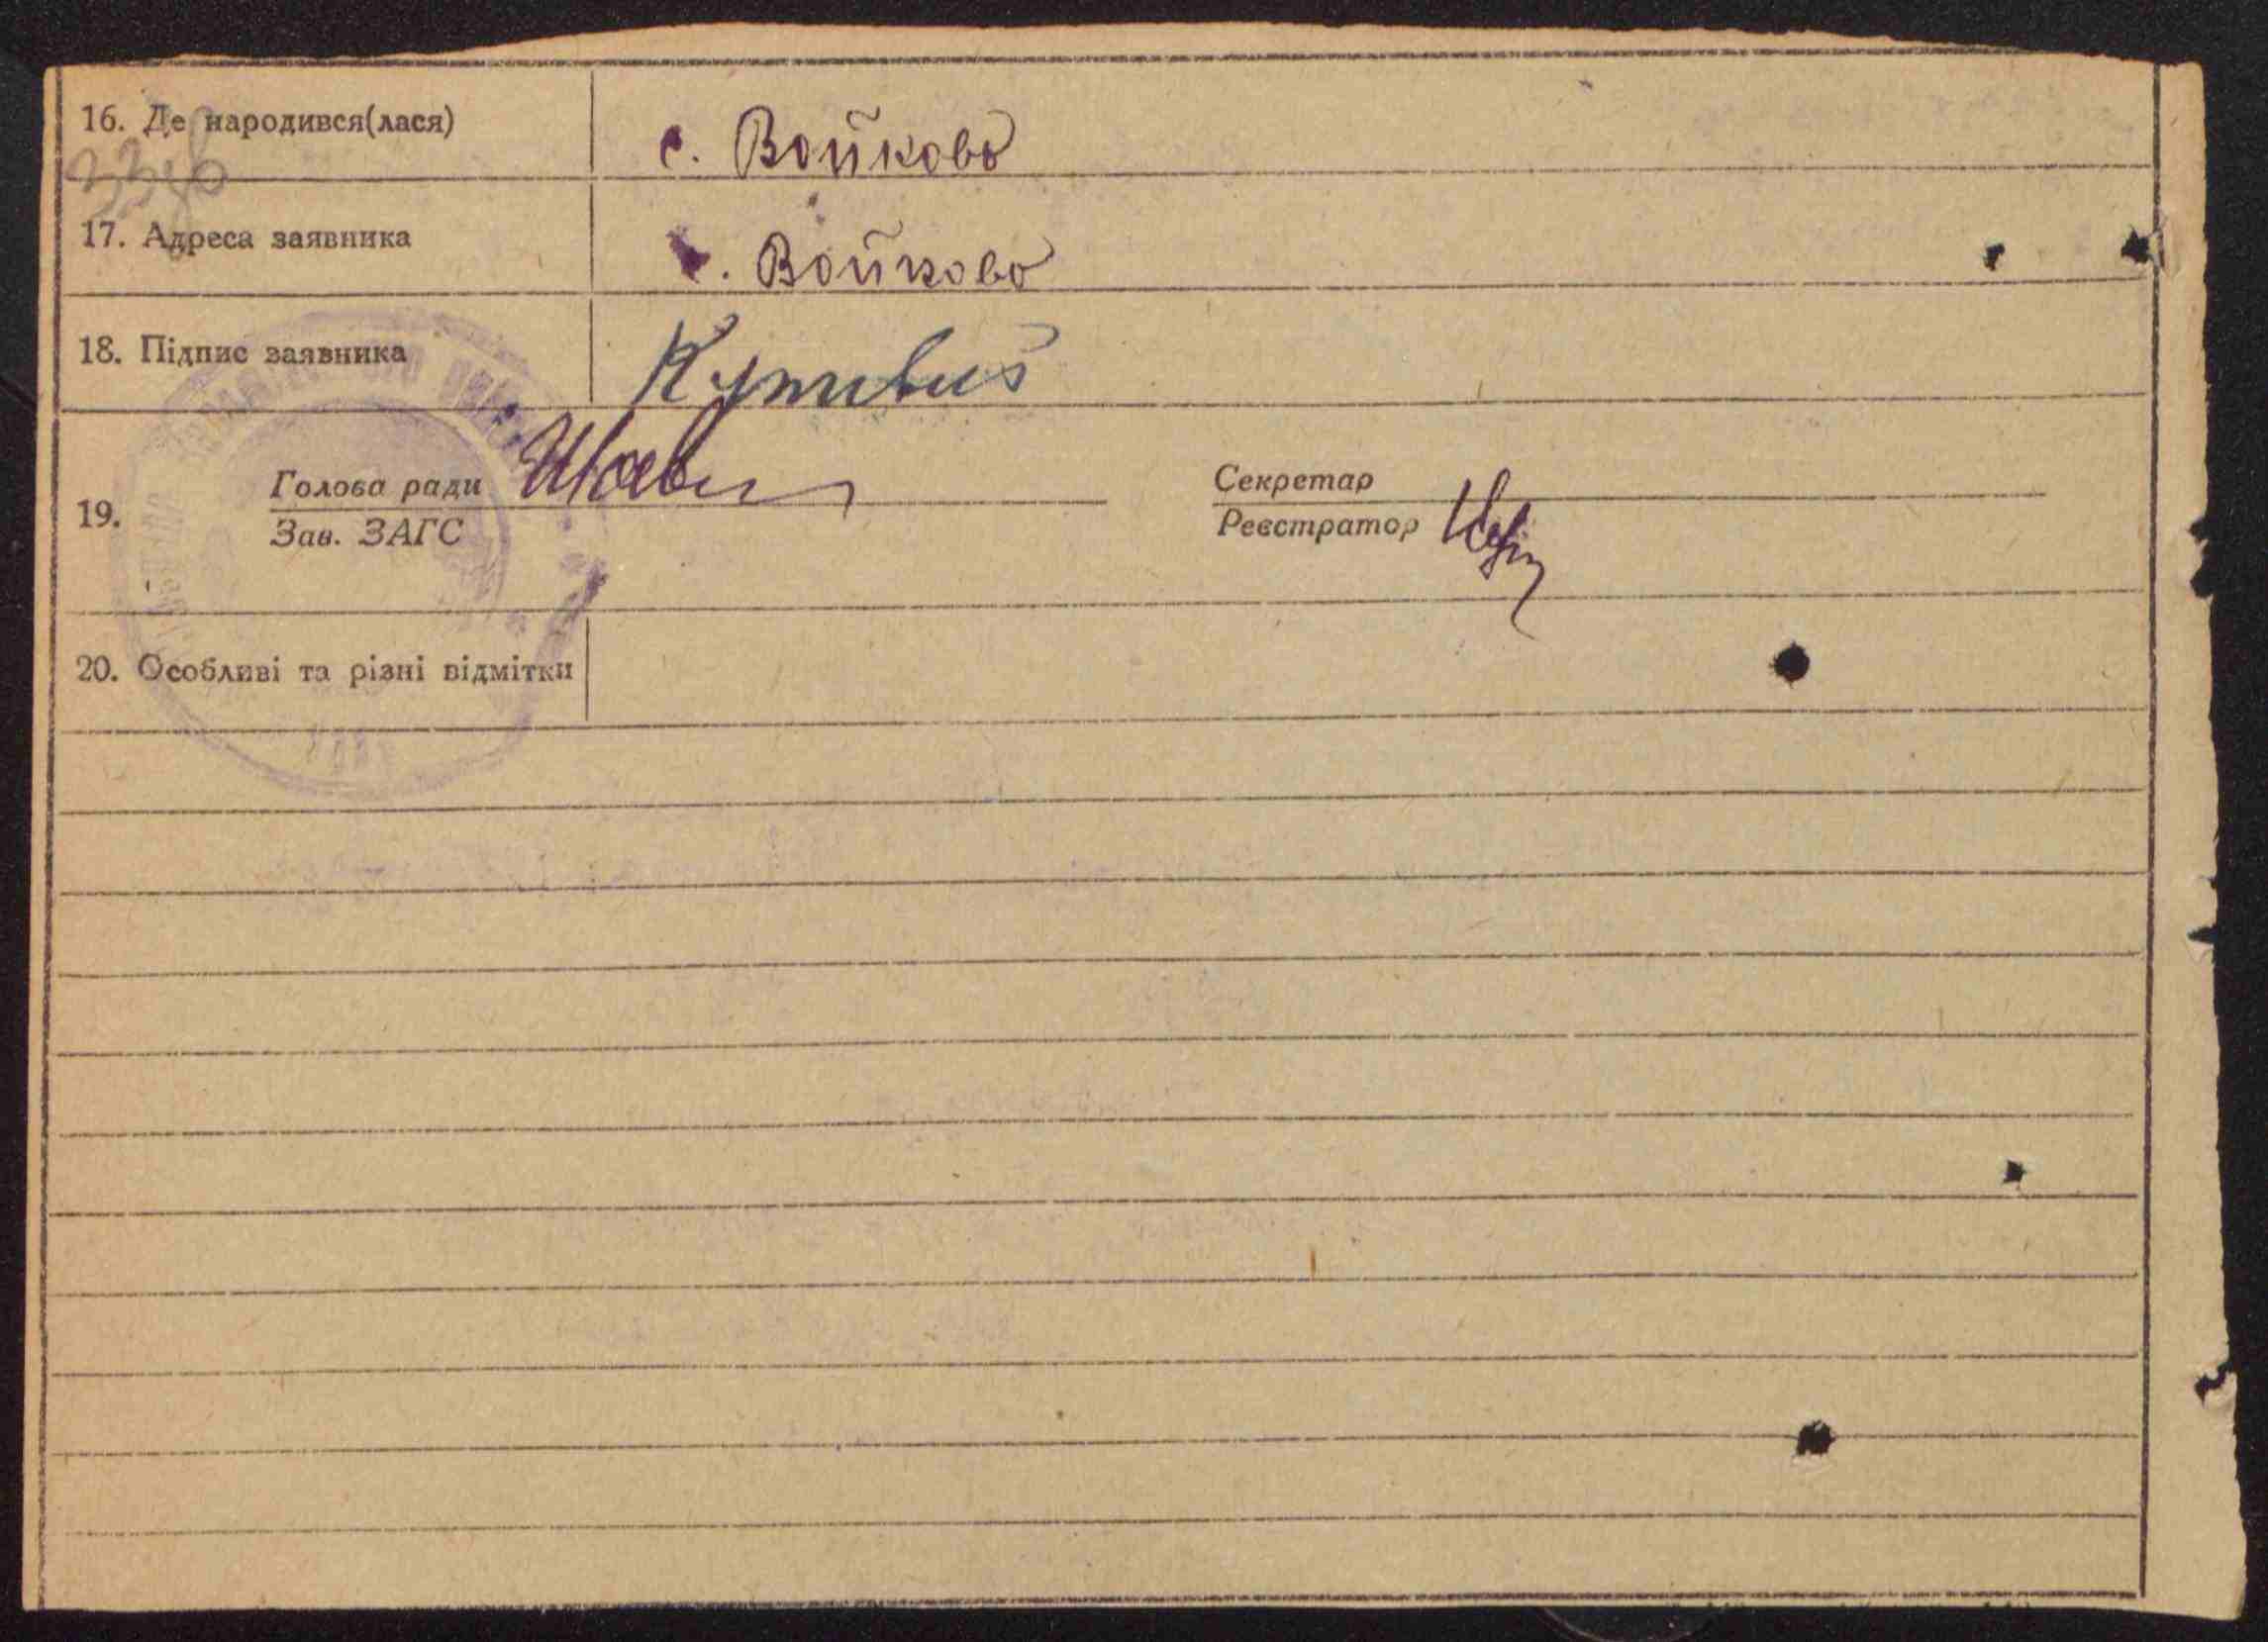 16. Де народився(лася) с. Войково
17. Адреса заявника с. Войково
18. Підпис заявника
19. Голова ради Секретар
Зав. ЗАГС Реєстратор
20. Особливі та різні відмітки